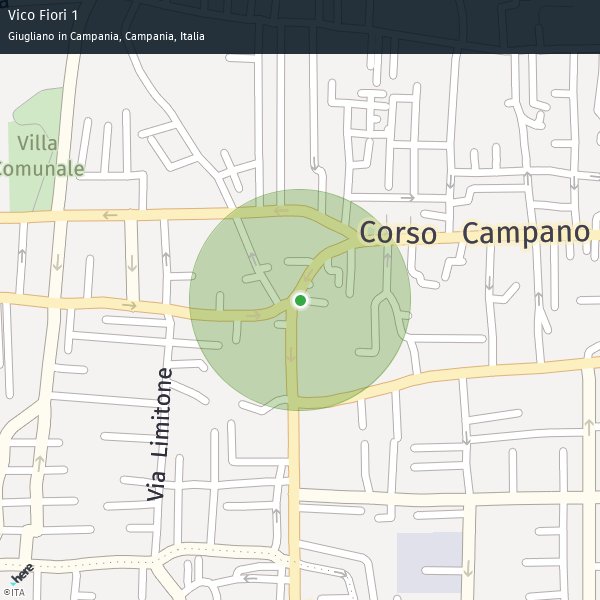 Vico Fiori 1
Giugliano in Campania, Campania, Italia
Villa
Comunale
Corso Campano
Via Limitone
here
©ITA